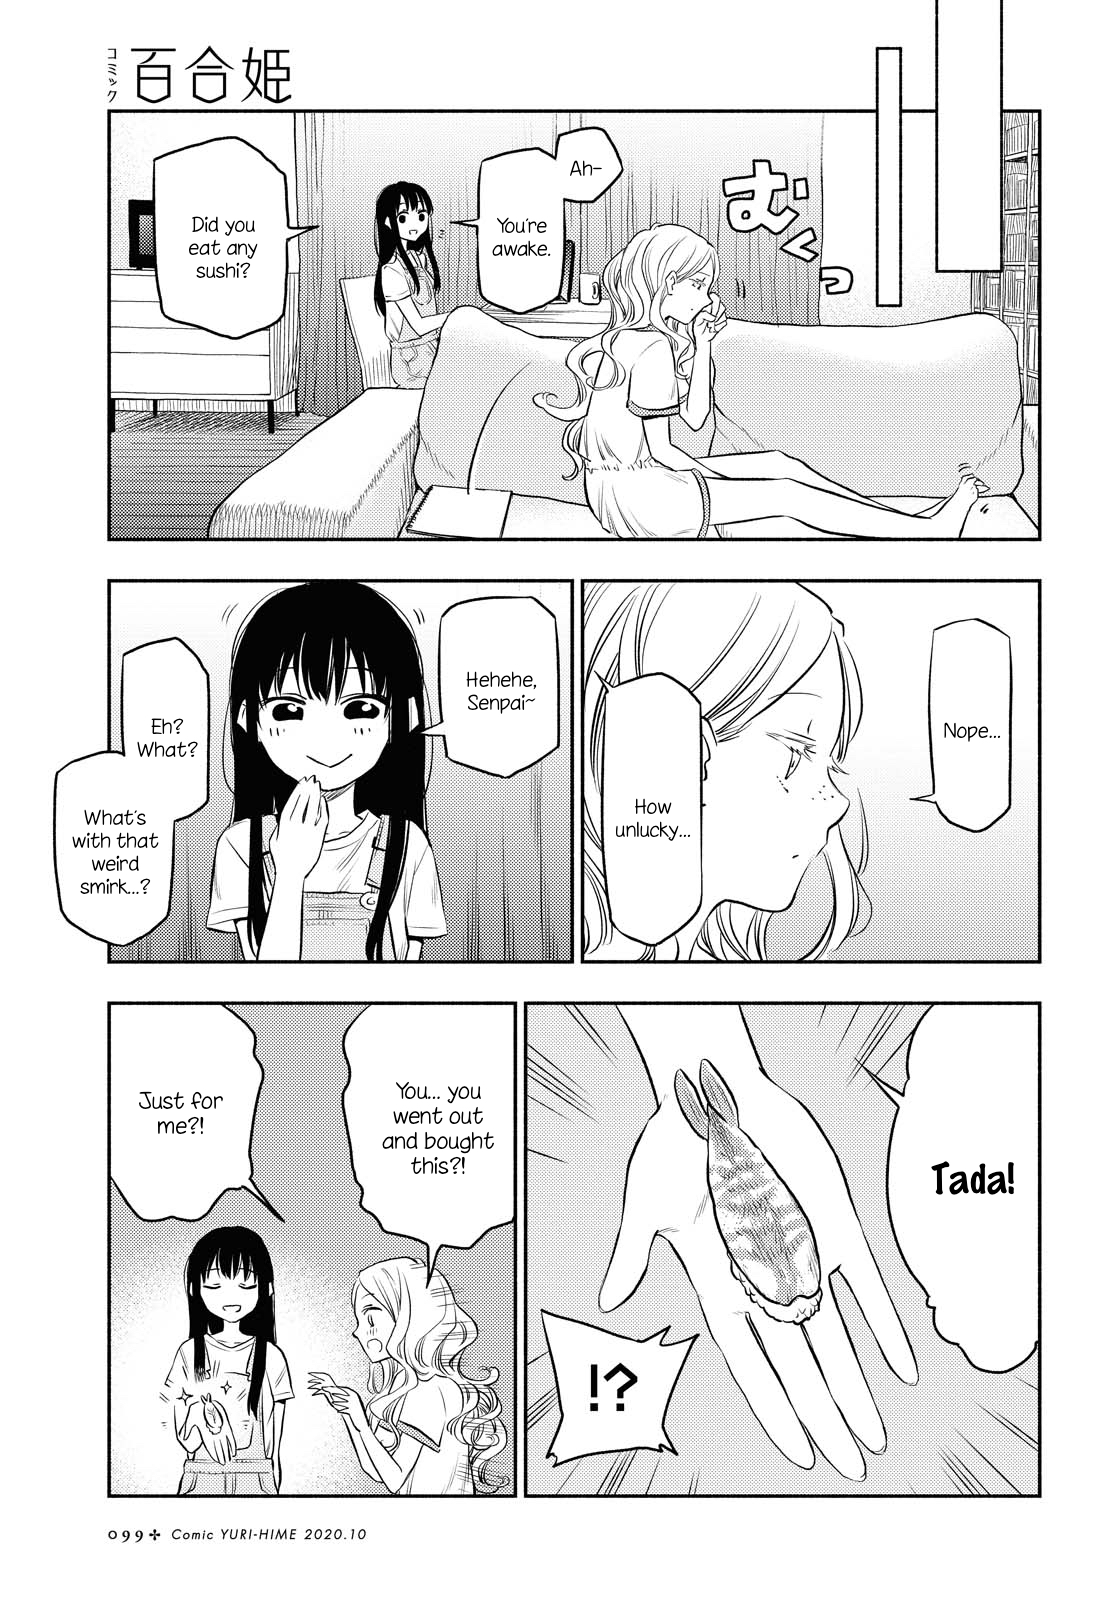 コミック
百合姫
Ah-
You're
awake.
むくっ
Did you
eat any
sushi?
Nope...
How
unlucky...
Hehehe,
Senpai~
Eh?
What?
What's
with that
weird
smirk...?
Tada!
!?
You... you
went out
and bought
this?!
Just for
me?!
099✢ Comic YURI-HIME 2020.10